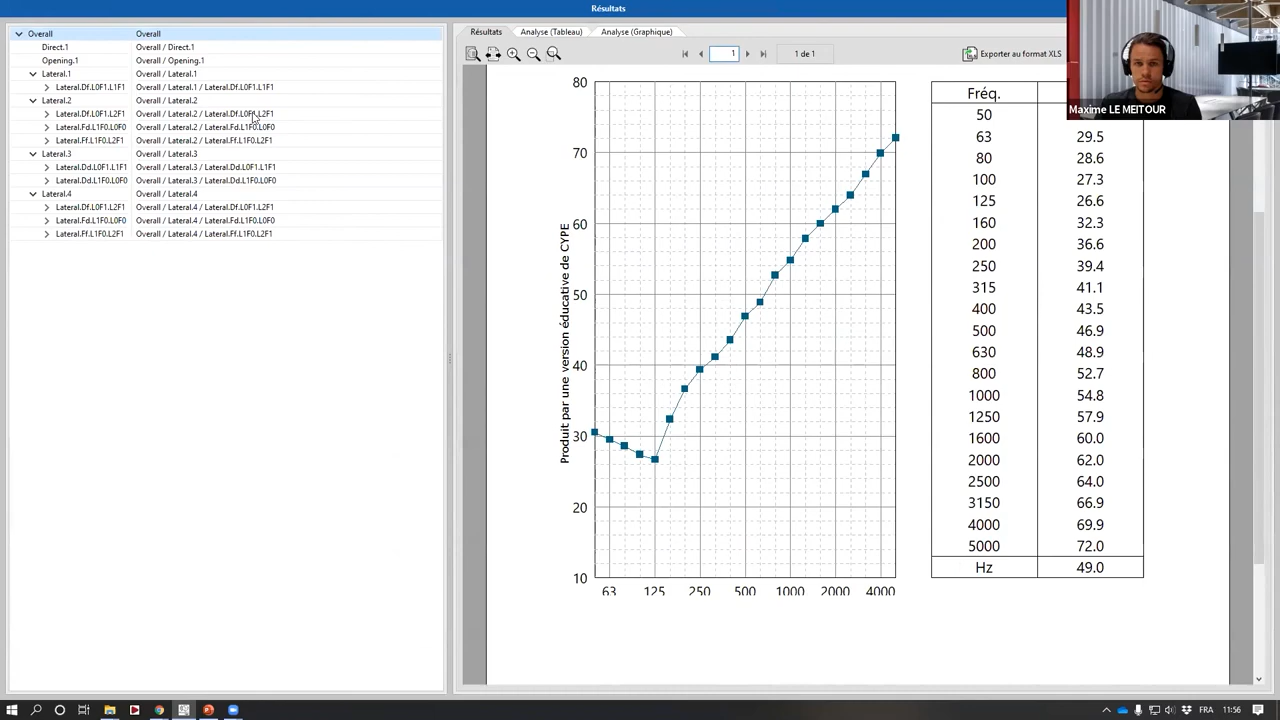 Résultats
Overall Overall
Direct.1 Overall / Direct.1
Opening.1 Overall / Opening.1
Lateral.1 Overall / Lateral.1
Lateral.Df.L0F1.L1F1 Overall / Lateral.1 / Lateral.Df.L0F1.L1F1
Lateral.2 Overall / Lateral.2
Lateral.Df.L0F1.L2F1 Overall / Lateral.2 / Lateral.Df.L0F1.L2F1
Lateral.Fd.L1F0.L0F0 Overall / Lateral.2 / Lateral.Fd.L1F0.L0F0
Lateral.Ff.L1F0.L2F1 Overall / Lateral.2 / Lateral.Ff.L1F0.L2F1
Lateral.3 Overall / Lateral.3
Lateral.Dd.L0F1.L1F1 Overall / Lateral.3 / Lateral.Dd.L0F1.L1F1
Lateral.Dd.L1F0.L0F0 Overall / Lateral.3 / Lateral.Dd.L1F0.L0F0
Lateral.4 Overall / Lateral.4
Lateral.Df.L0F1.L2F1 Overall / Lateral.4 / Lateral.Df.L0F1.L2F1
Lateral.Fd.L1F0.L0F0 Overall / Lateral.4 / Lateral.Fd.L1F0.L0F0
Lateral.Ff.L1F0.L2F1 Overall / Lateral.4 / Lateral.Ff.L1F0.L2F1
Résultats Analyse (Tableau) Analyse (Graphique)
1 1 de 1 Exporter au format XLS
Maxime LE MEITOUR
Produit par une version éducative de CYPE
80
70
60
50
40
30
20
10
63 125 250 500 1000 2000 4000
Fréq.
50
63 29.5
80 28.6
100 27.3
125 26.6
160 32.3
200 36.6
250 39.4
315 41.1
400 43.5
500 46.9
630 48.9
800 52.7
1000 54.8
1250 57.9
1600 60.0
2000 62.0
2500 64.0
3150 66.9
4000 69.9
5000 72.0
Hz 49.0
FRA 11:56